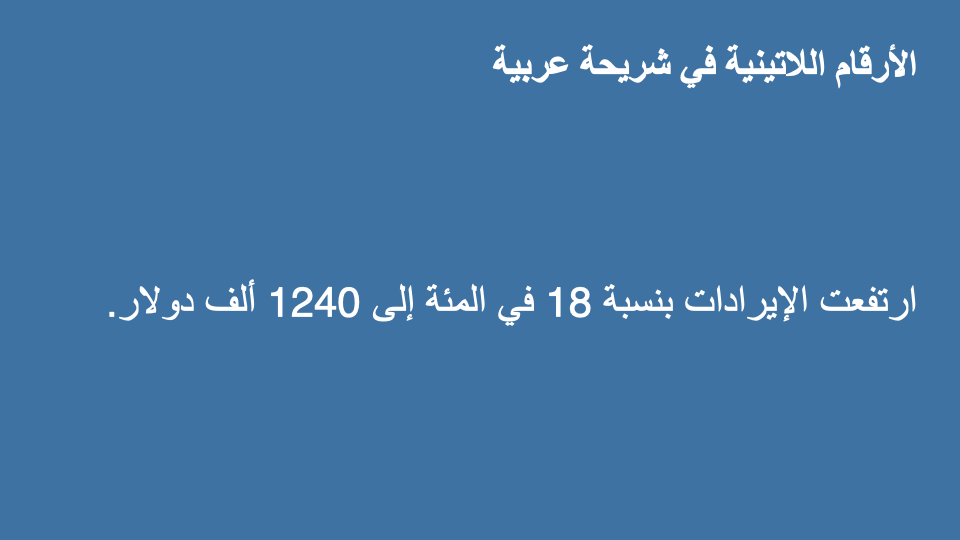 الأرقام اللاتينية في شريحة عربية
ارتفعت الإيرادات بنسبة 18 في المئة إلى 1240 ألف دولار.